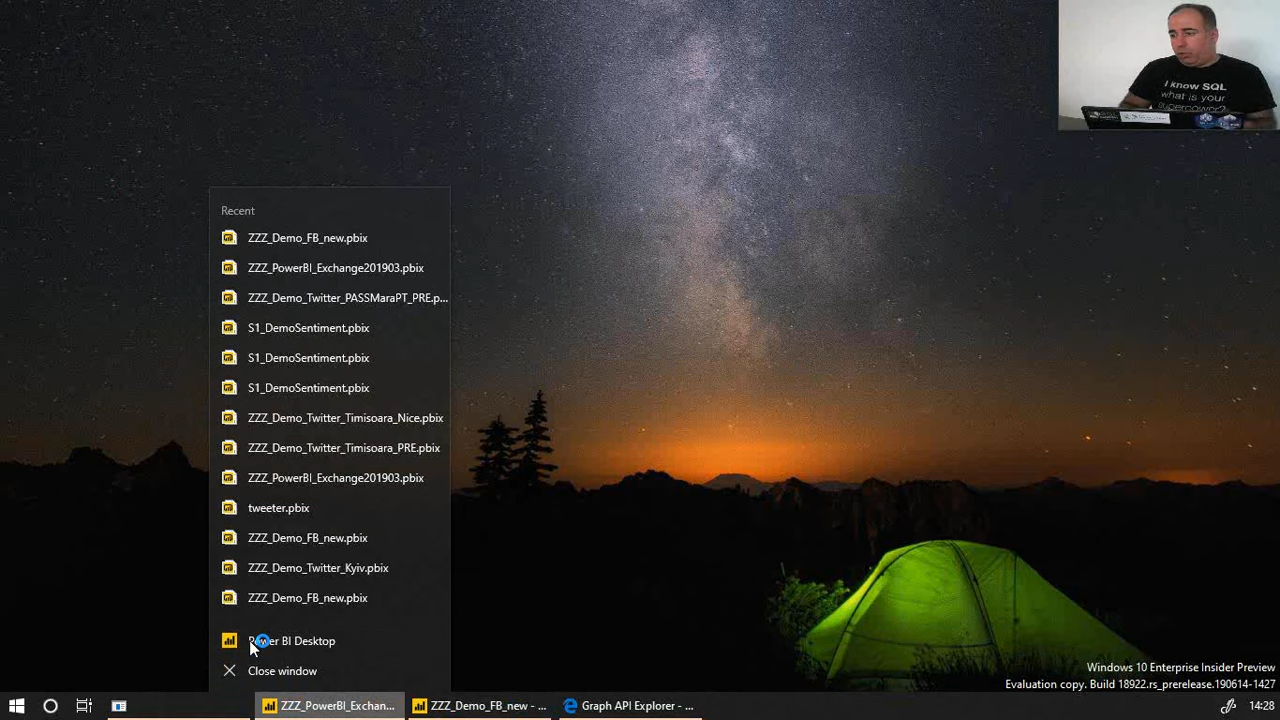 I know SQL
what is your
superpower?
Recent
ZZZ_Demo_FB_new.pbix
ZZZ_PowerBI_Exchange201903.pbix
ZZZ_Demo_Twitter_PASSMaraPT_PRE.p...
S1_DemoSentiment.pbix
S1_DemoSentiment.pbix
S1_DemoSentiment.pbix
ZZZ_Demo_Twitter_Timisoara_Nice.pbix
ZZZ_Demo_Twitter_Timisoara_PRE.pbix
ZZZ_PowerBI_Exchange201903.pbix
tweeter.pbix
ZZZ_Demo_FB_new.pbix
ZZZ_Demo_Twitter_Kyiv.pbix
ZZZ_Demo_FB_new.pbix
Power BI Desktop
Close window
Windows 10 Enterprise Insider Preview
Evaluation copy. Build 18922.rs_prerelease.190614-1427
ZZZ_PowerBI_Exchan...
ZZZ_Demo_FB_new - ...
Graph API Explorer - ...
14:28